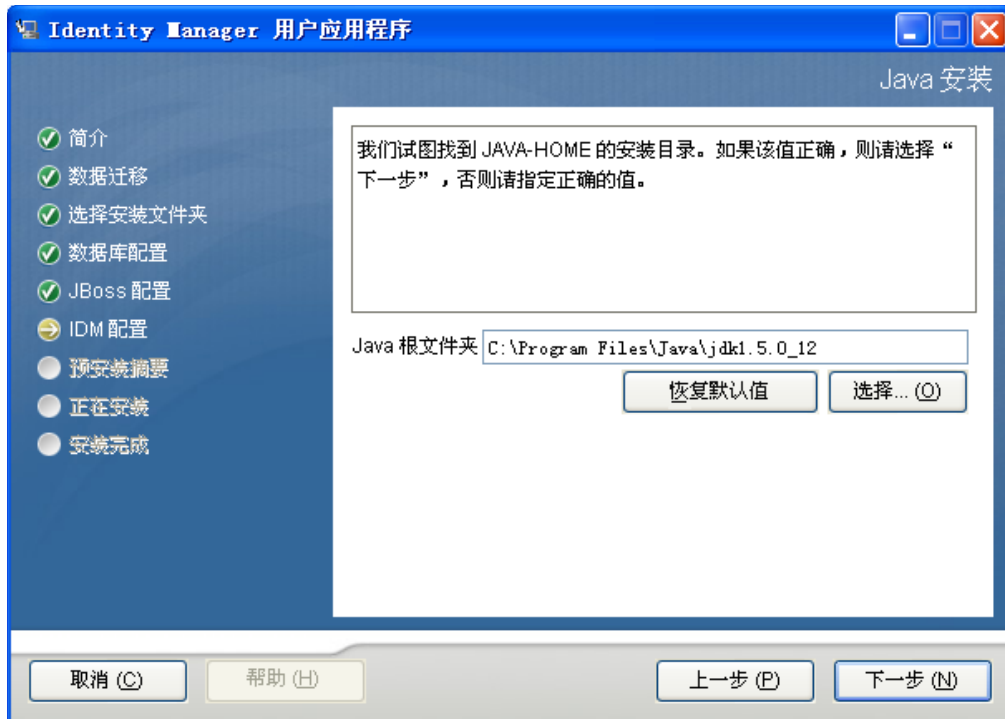 Identity Manager 用户应用程序
Java 安装
简介
数据迁移
选择安装文件夹
数据库配置
JBoss 配置
IDM 配置
预安装摘要
正在安装
安装完成
我们试图找到 JAVA-HOME 的安装目录。如果该值正确，则请选择“
下一步”，否则请指定正确的值。
Java 根文件夹 C:\Program Files\Java\jdk1.5.0_12
恢复默认值 选择... (O)
取消 (C) 帮助 (H) 上一步 (P) 下一步 (N)